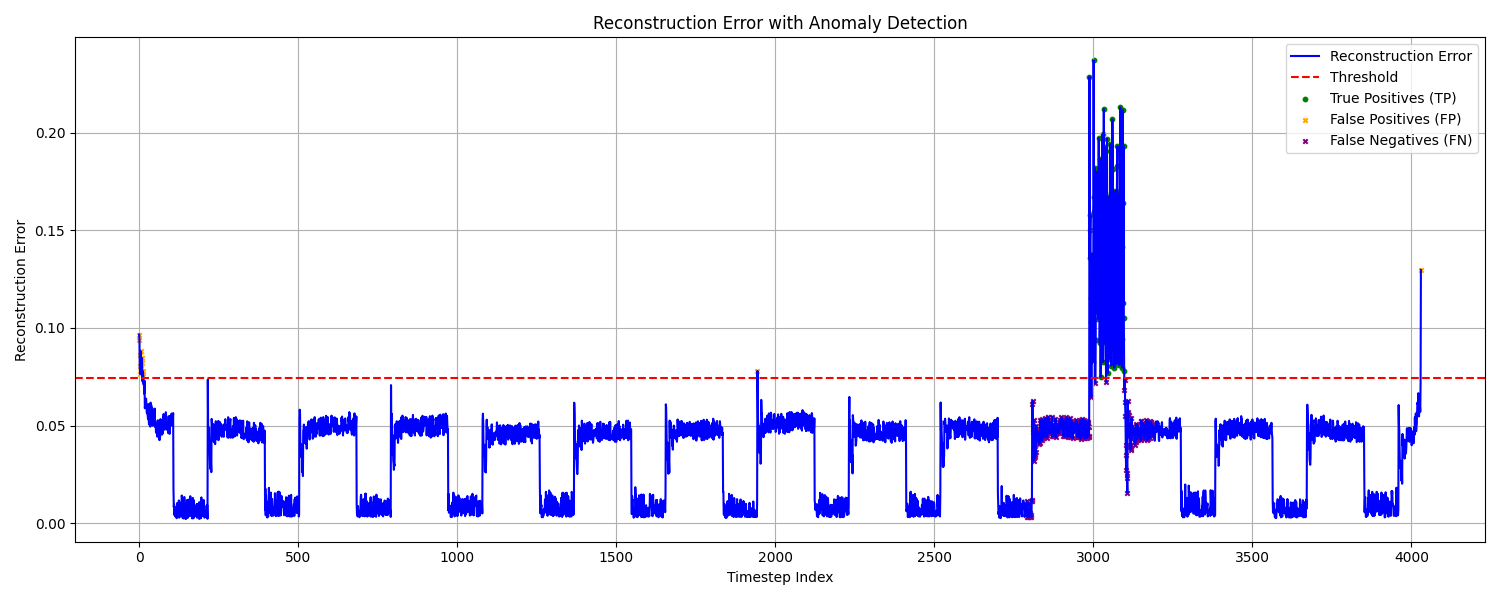 Reconstruction Error with Anomaly Detection
Reconstruction Error
Threshold
True Positives (TP)
False Positives (FP)
False Negatives (FN)
Reconstruction Error
0.20
0.15
0.10
0.05
0.00
0 500 1000 1500 2000 2500 3000 3500 4000
Timestep Index